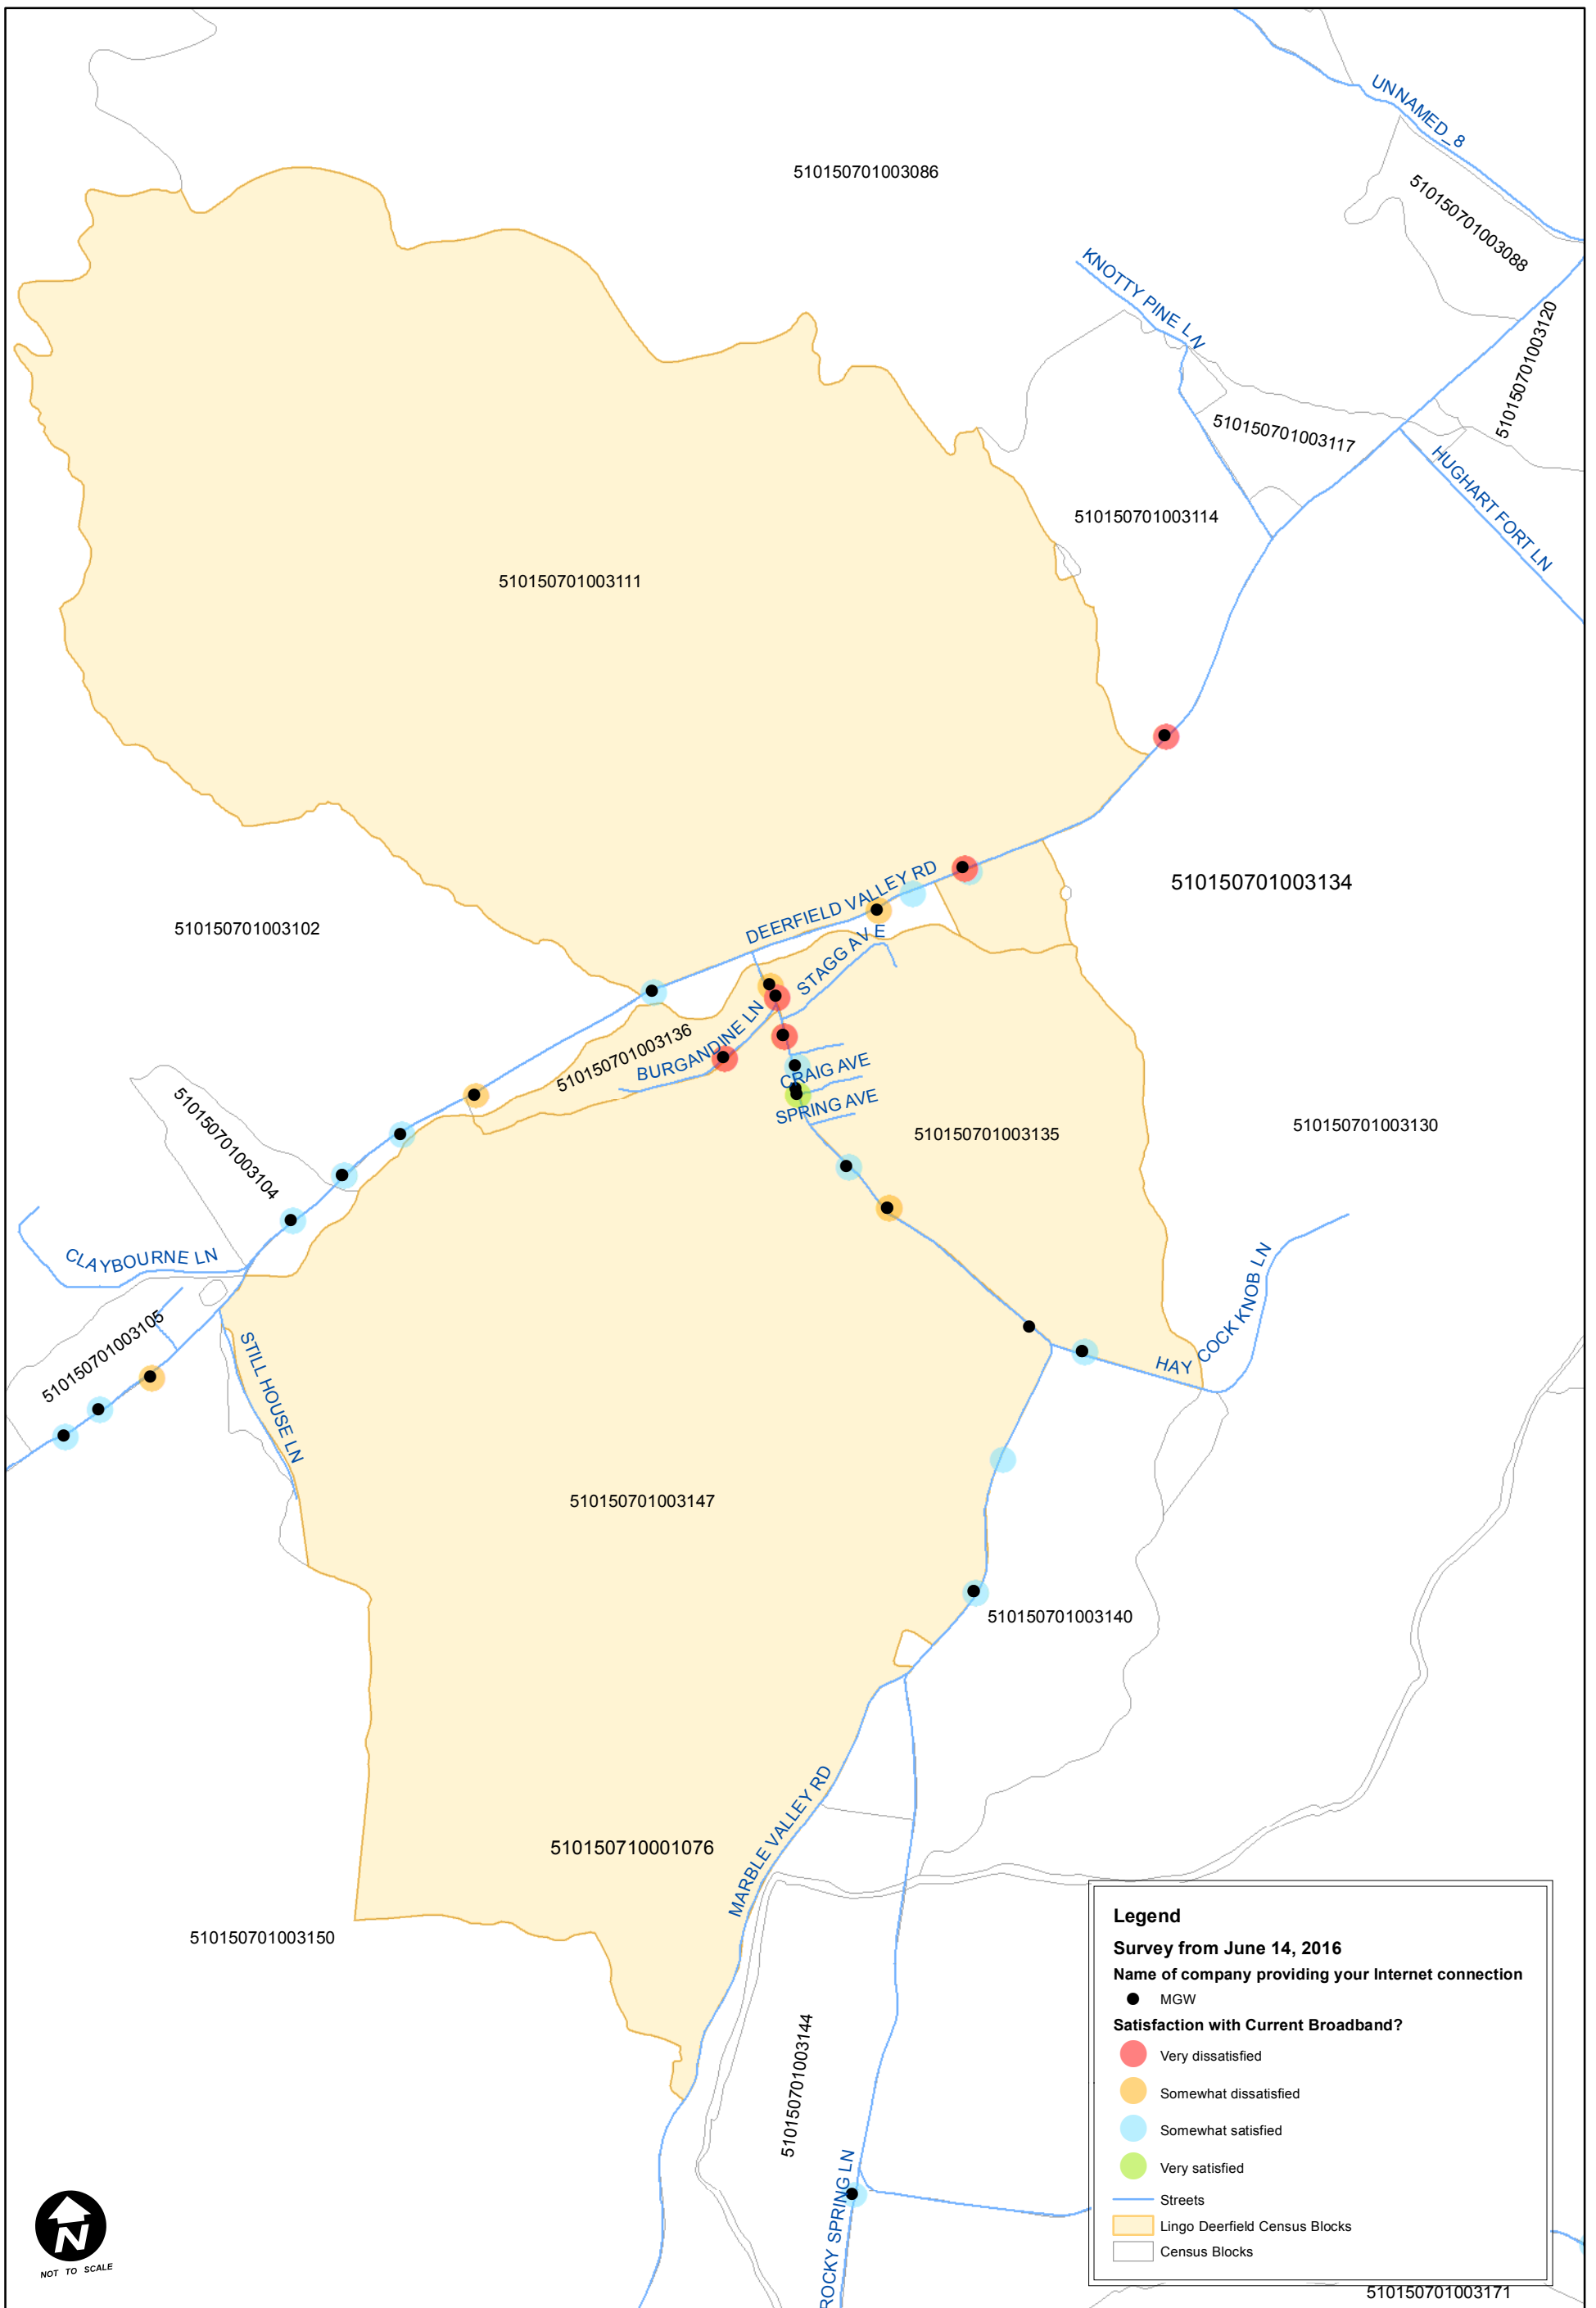 UNNAMED_8
510150701003086
510150701003088
KNOTTY PINE LN
510150701003120
510150701003117
HUGHART FORT LN
510150701003114
510150701003111
DEERFIELD VALLEY RD
510150701003134
510150701003102
STAGG AVE
BURGANDINE LN
510150701003136
CRAIG AVE
SPRING AVE
510150701003135
510150701003130
510150701003104
CLAYBOURNE LN
510150701003105
STILL HOUSE LN
HAY COCK KNOB LN
510150701003147
510150701003140
MARBLE VALLEY RD
510150710001076
510150701003150
510150701003144
ROCKY SPRING LN
Legend
Survey from June 14, 2016
Name of company providing your Internet connection
MGW
Satisfaction with Current Broadband?
Very dissatisfied
Somewhat dissatisfied
Somewhat satisfied
Very satisfied
Streets
Lingo Deerfield Census Blocks
Census Blocks
510150701003171
N
NOT TO SCALE